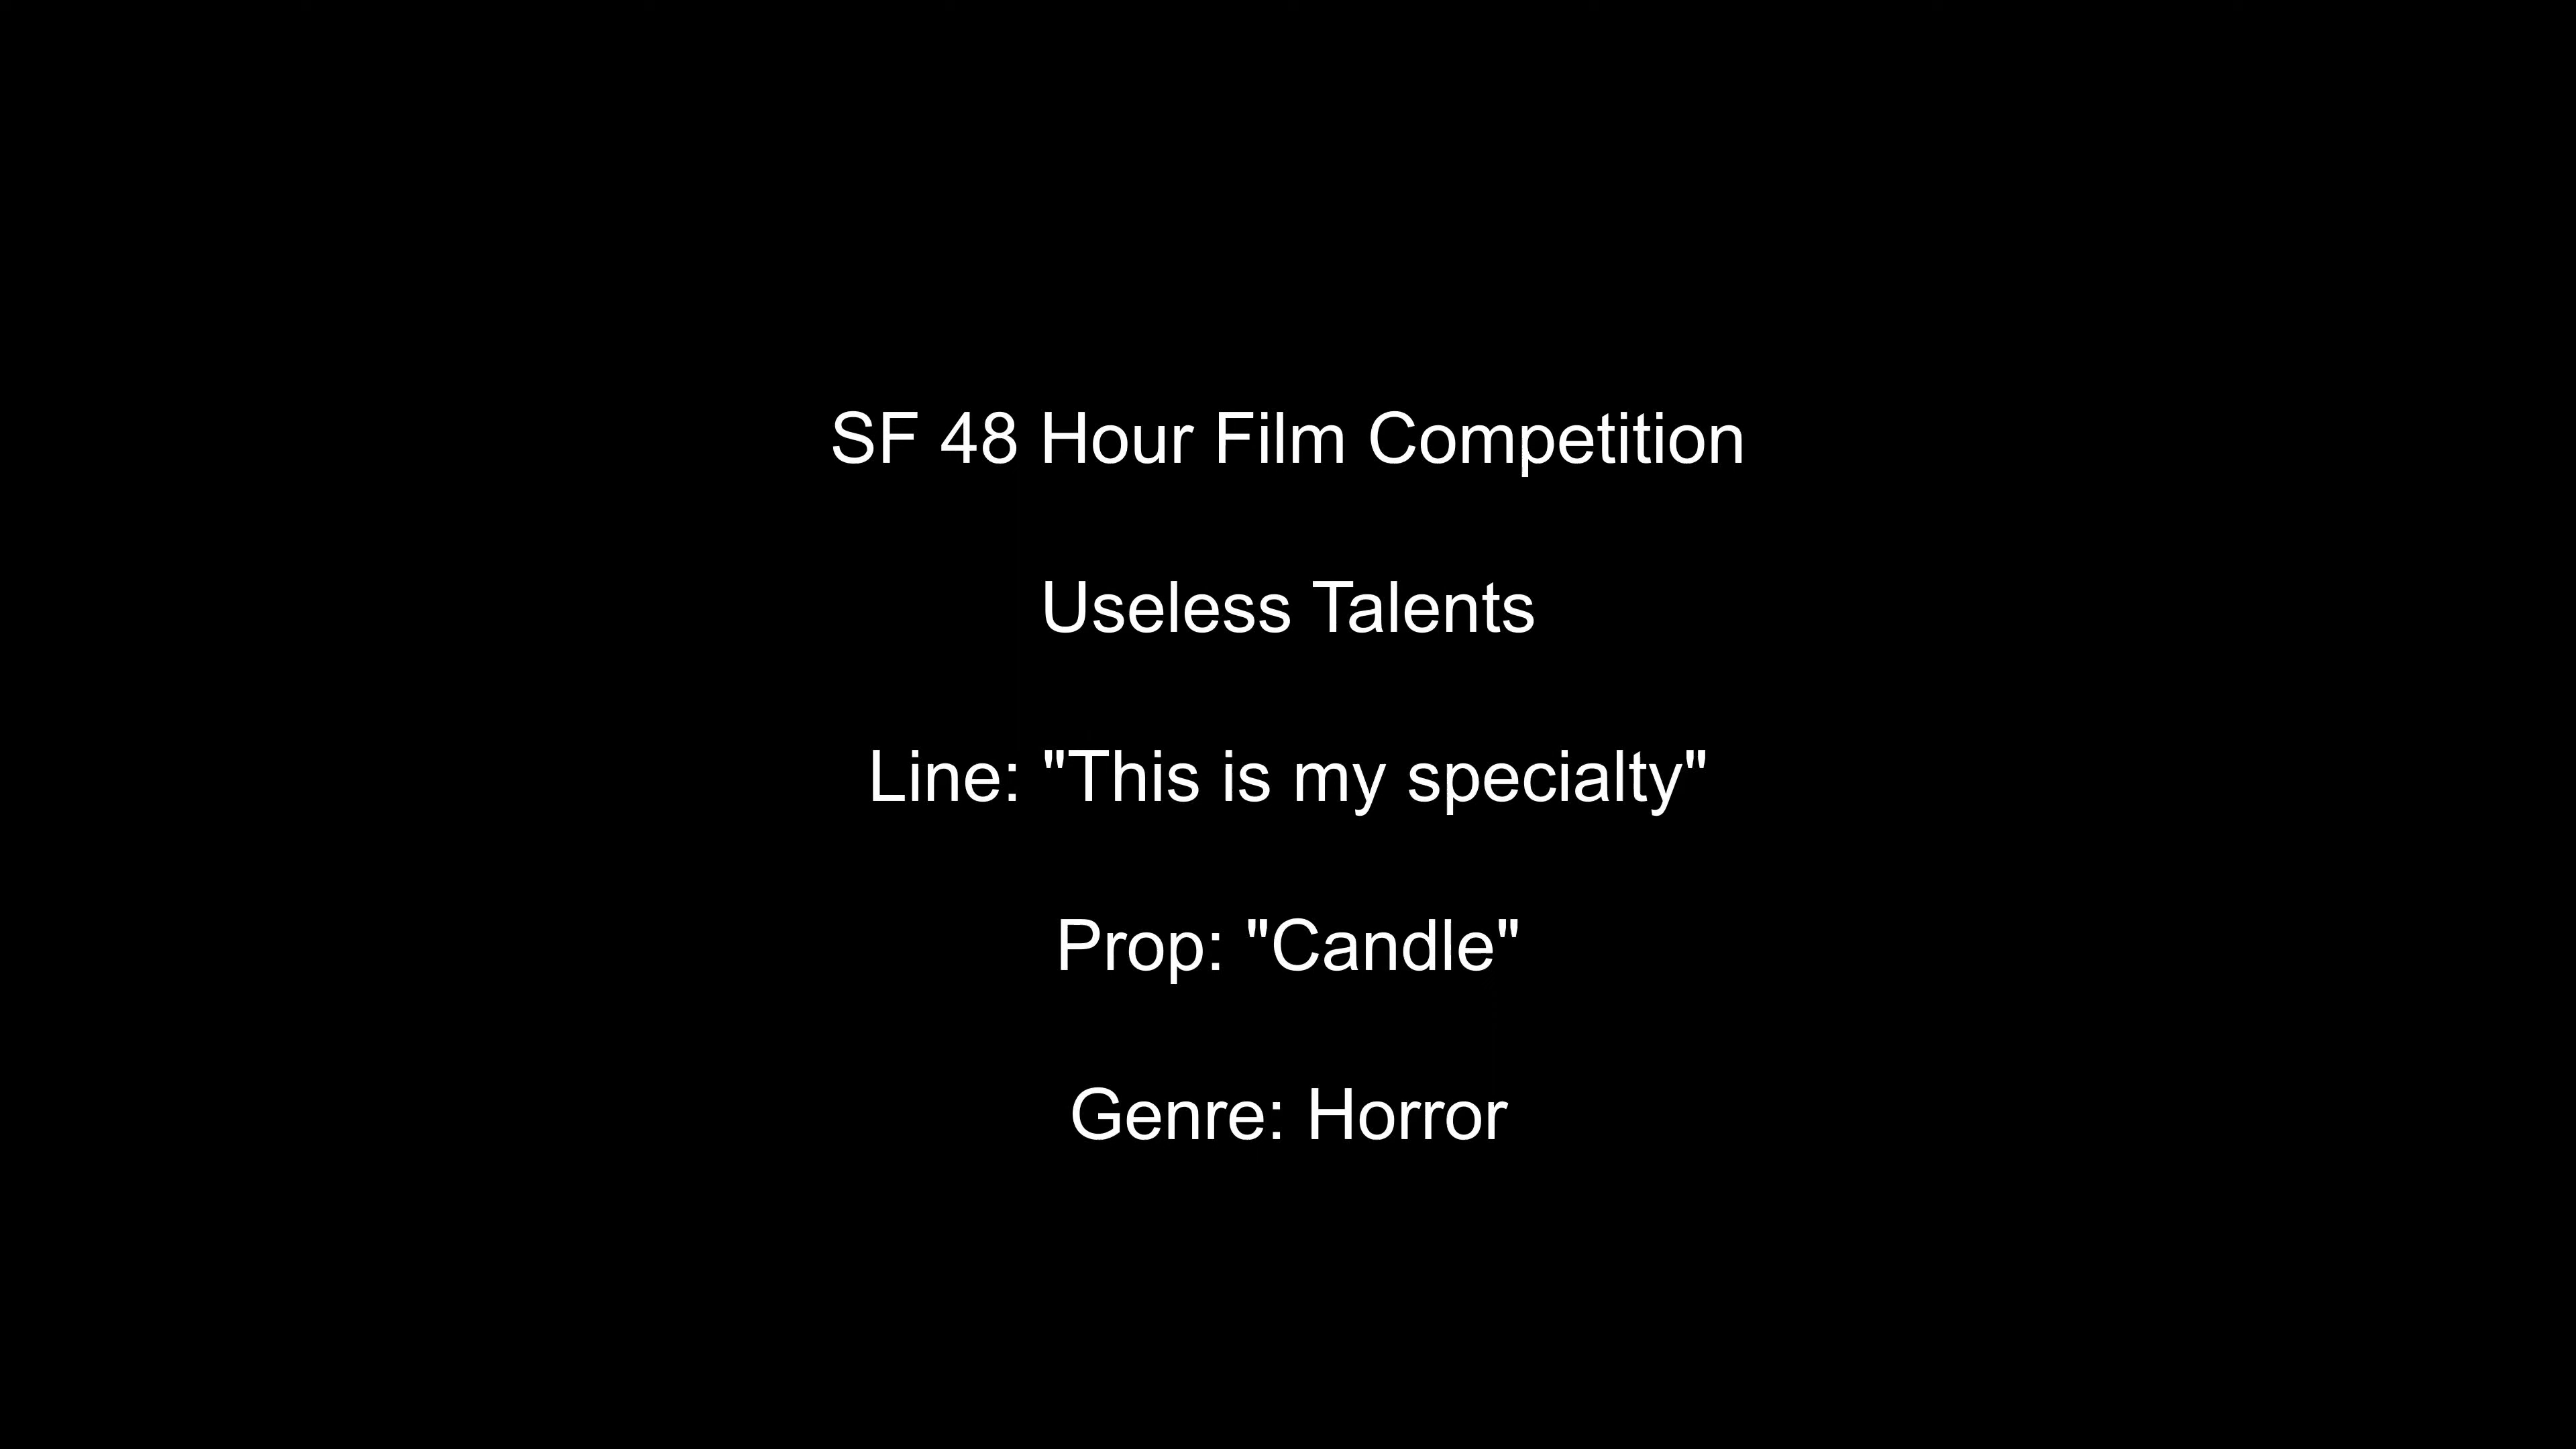 SF 48 Hour Film Competition
Useless Talents
Line: "This is my specialty"
Prop: "Candle"
Genre: Horror